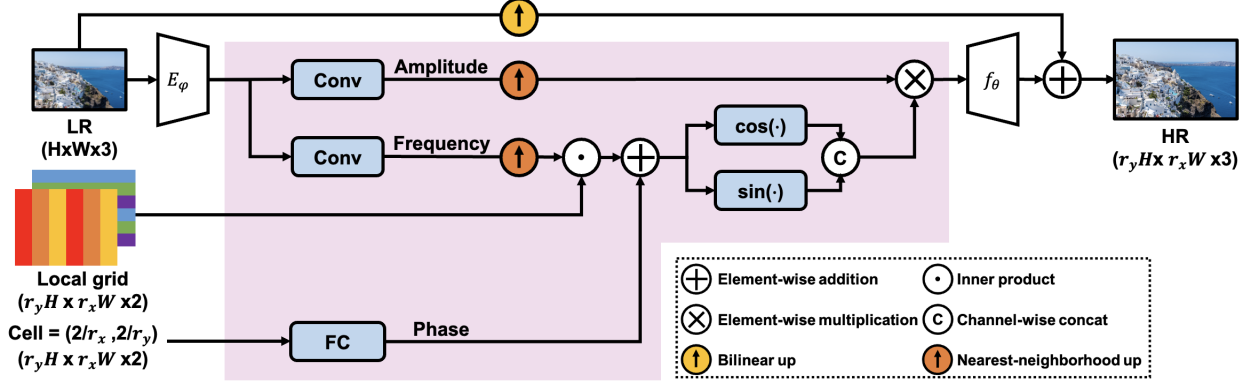 LR
(HxWx3)
E_φ
Conv
Amplitude
Conv
Frequency
cos(·)
sin(·)
C
f_θ
HR
(r_yH x r_xW x3)
Local grid
(r_yH x r_xW x2)
Cell = (2/r_x ,2/r_y)
(r_yH x r_xW x2)
FC
Phase
Element-wise addition
Inner product
Element-wise multiplication
C
Channel-wise concat
Bilinear up
Nearest-neighborhood up